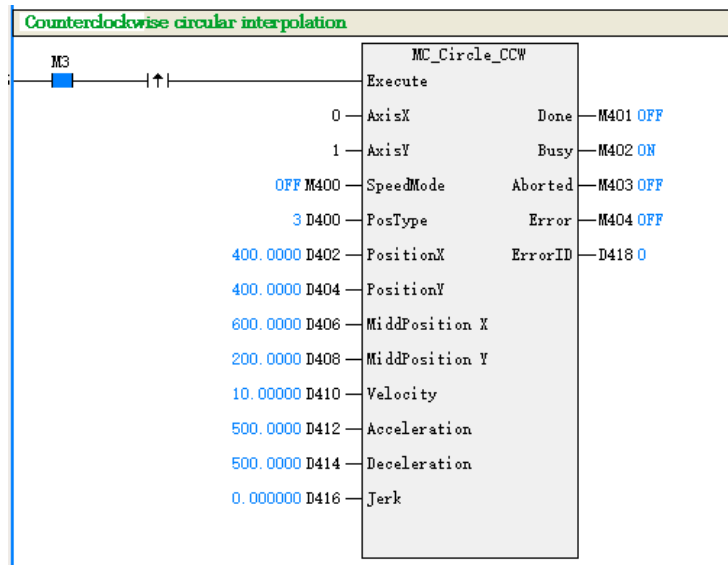 Counterclockwise circular interpolation
MC_Circle_CCW
M3
Execute
0 AxisX Done M401 OFF
1 AxisY Busy M402 ON
OFF M400 SpeedMode Aborted M403 OFF
3 D400 PosType Error M404 OFF
400.0000 D402 PositionX ErrorID D418 0
400.0000 D404 PositionY
600.0000 D406 MiddPosition X
200.0000 D408 MiddPosition Y
10.00000 D410 Velocity
500.0000 D412 Acceleration
500.0000 D414 Deceleration
0.000000 D416 Jerk